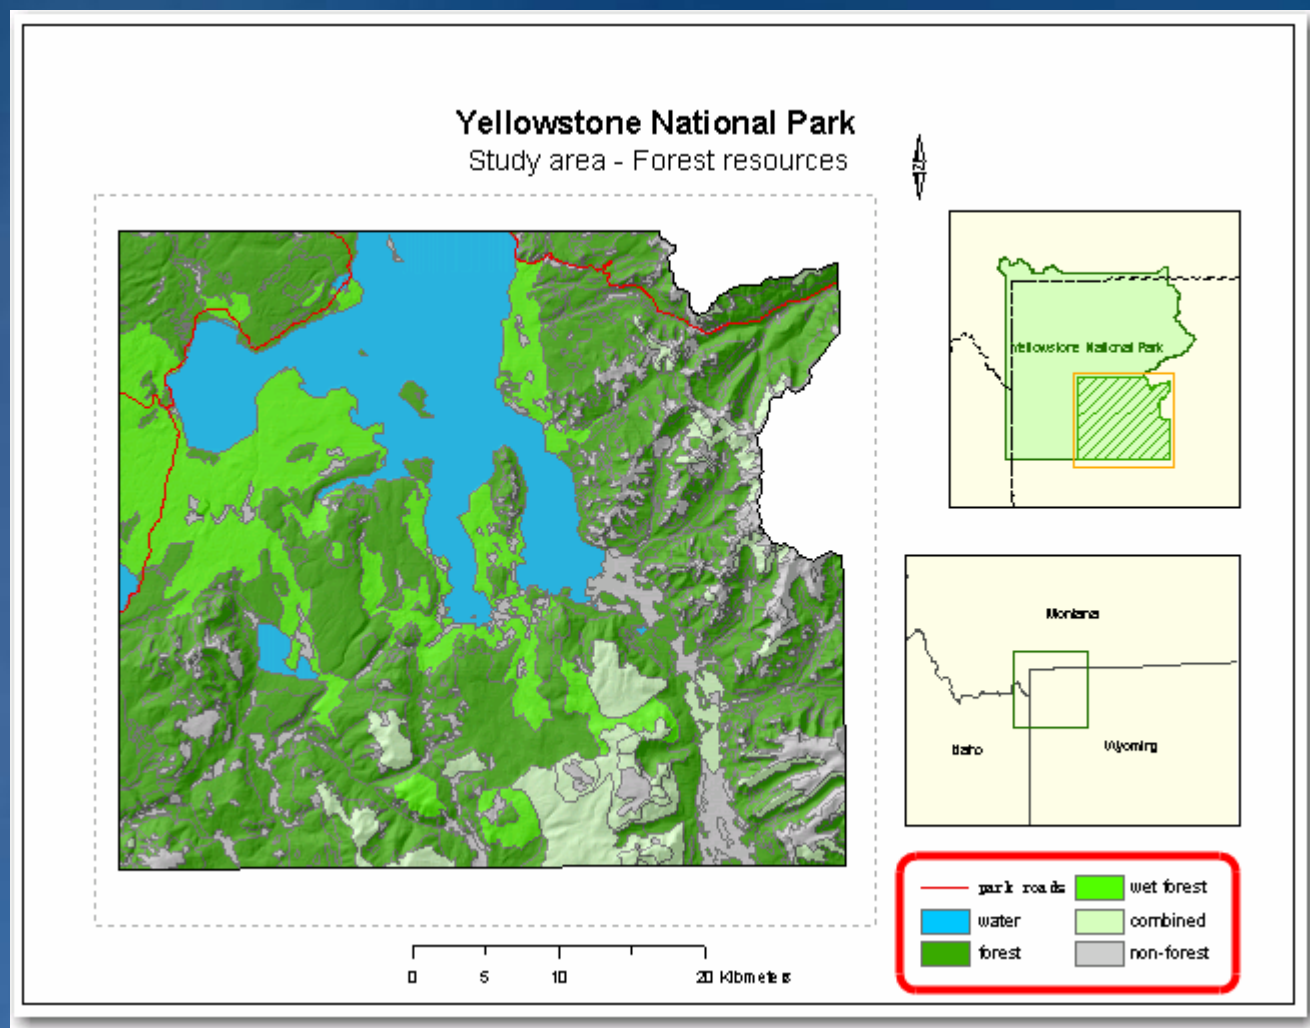 Yellowstone National Park
Study area - Forest resources
N
Yellowstone National Park
Montana
Idaho
Wyoming
park roads
wet forest
water
combined
forest
non-forest
0 5 10 20 Kilometers